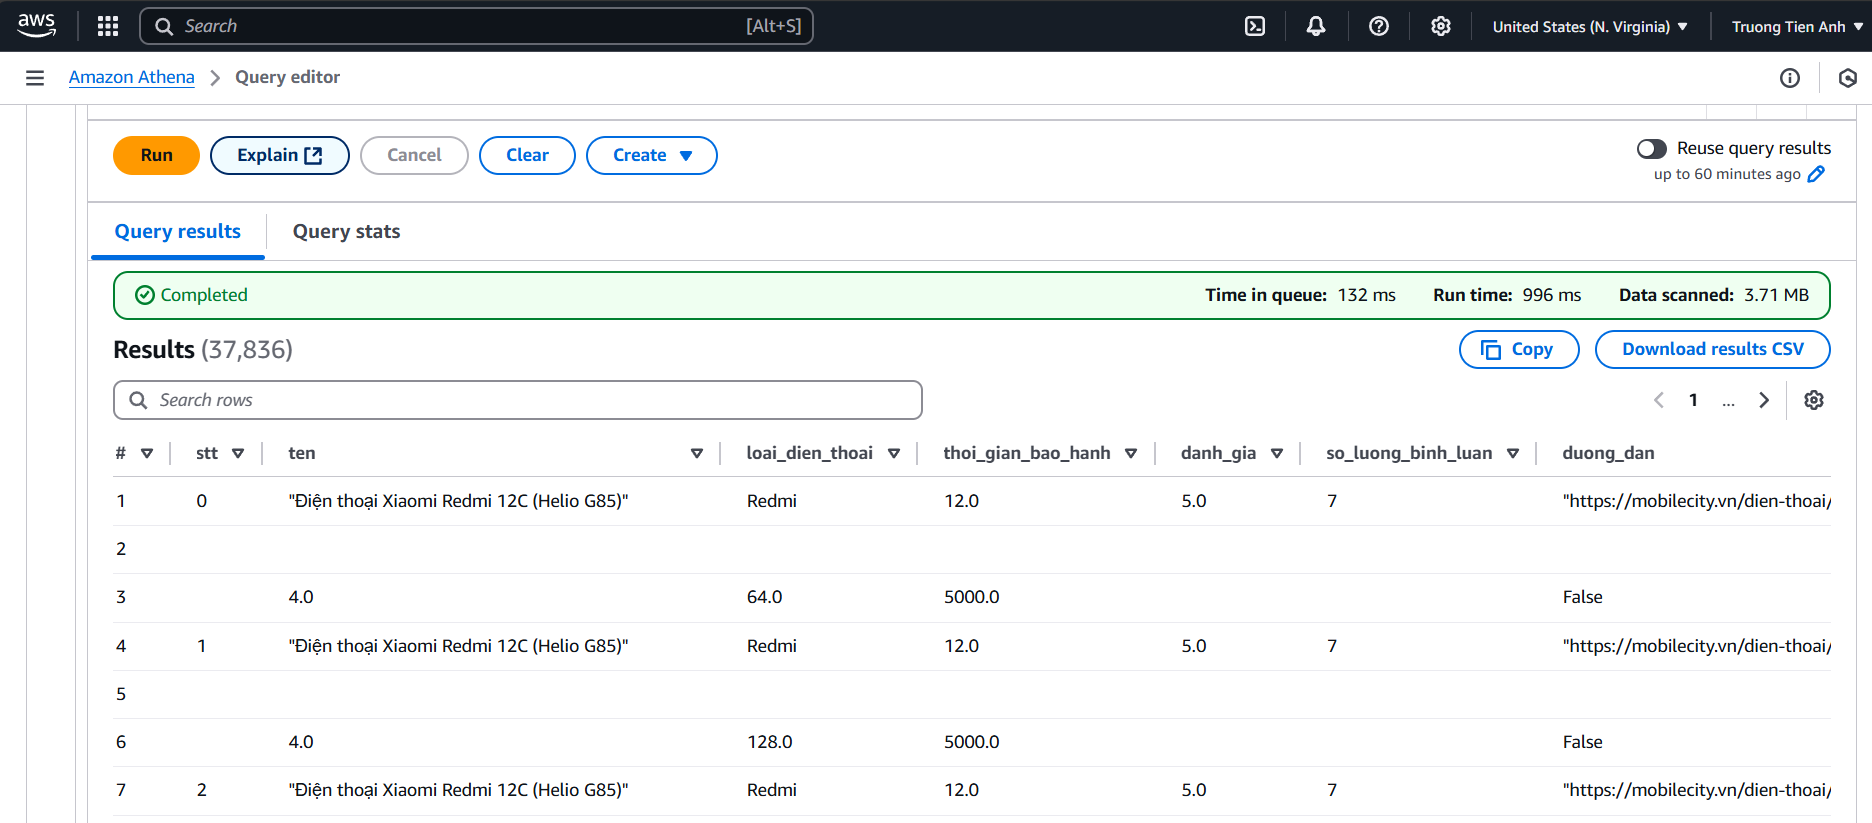 aws Search [Alt+S] United States (N. Virginia) Truong Tien Anh
Amazon Athena Query editor
Run Explain Cancel Clear Create Reuse query results
up to 60 minutes ago
Query results Query stats
Completed Time in queue: 132 ms Run time: 996 ms Data scanned: 3.71 MB
Results (37,836) Copy Download results CSV
Search rows 1 ...
# stt ten loai_dien_thoai thoi_gian_bao_hanh danh_gia so_luong_binh_luan duong_dan
1 0 "Điện thoại Xiaomi Redmi 12C (Helio G85)" Redmi 12.0 5.0 7 "https://mobilecity.vn/dien-thoai/
2
3 4.0 64.0 5000.0 False
4 1 "Điện thoại Xiaomi Redmi 12C (Helio G85)" Redmi 12.0 5.0 7 "https://mobilecity.vn/dien-thoai/
5
6 4.0 128.0 5000.0 False
7 2 "Điện thoại Xiaomi Redmi 12C (Helio G85)" Redmi 12.0 5.0 7 "https://mobilecity.vn/dien-thoai/